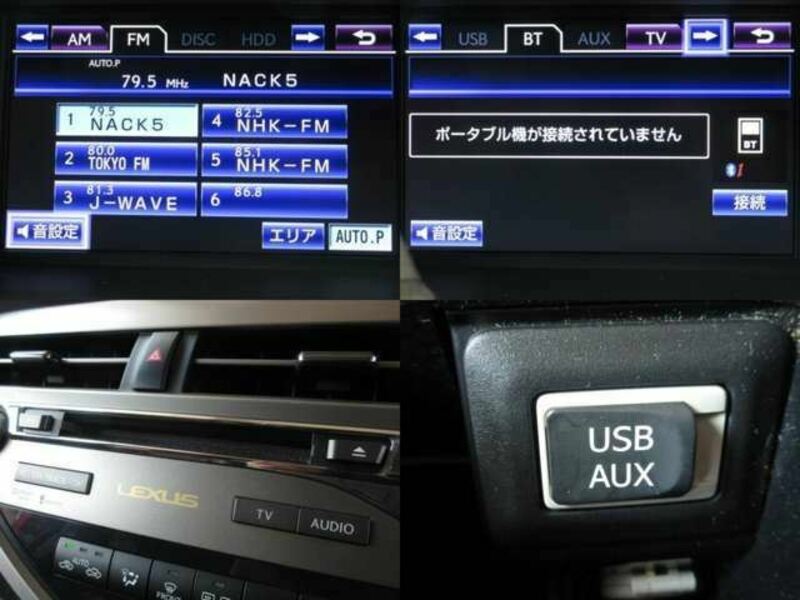 AM FM DISC HDD
AUTO.P
79.5 MHz NACK5
1 79.5 NACK5
4 82.5 NHK-FM
2 80.0 TOKYO FM
5 85.1 NHK-FM
3 81.3 J-WAVE
6 86.8
音設定
エリア
AUTO.P
USB BT AUX TV
ポータブル機が接続されていません
BT
接続
音設定
LEXUS
TV
AUDIO
AUTO
FRONT
USB
AUX